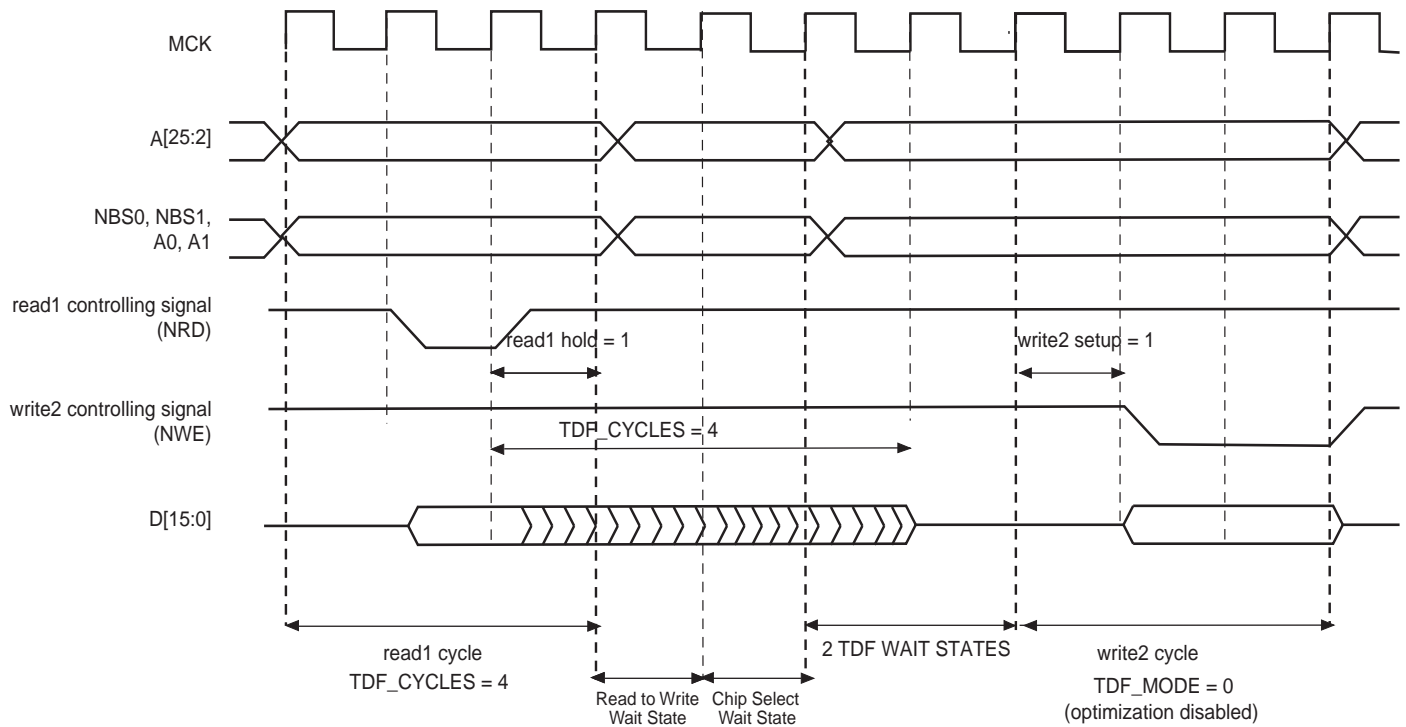 MCK
A[25:2]
NBS0, NBS1,
A0, A1
read1 controlling signal
(NRD)
read1 hold = 1
write2 setup = 1
write2 controlling signal
(NWE)
TDF_CYCLES = 4
D[15:0]
read1 cycle
TDF_CYCLES = 4
Read to Write
Wait State
Chip Select
Wait State
2 TDF WAIT STATES
write2 cycle
TDF_MODE = 0
(optimization disabled)